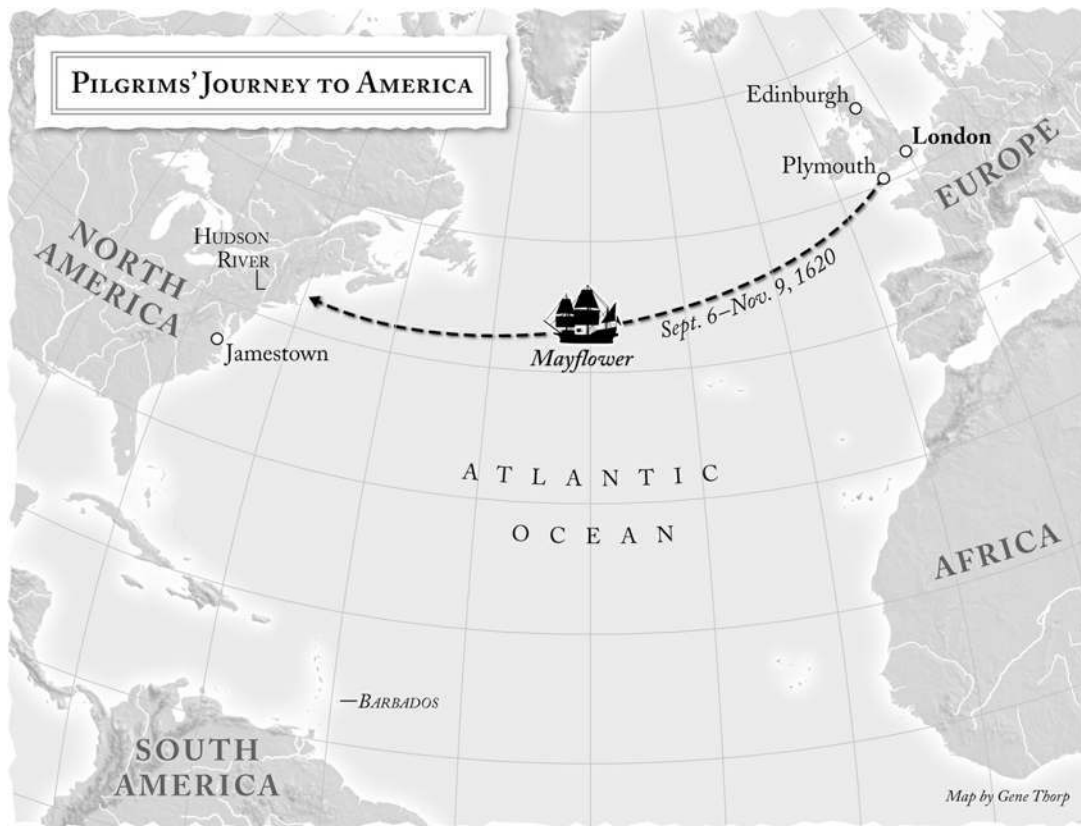 PILGRIMS' JOURNEY TO AMERICA
Edinburgh
London
Plymouth
EUROPE
HUDSON
RIVER
NORTH
AMERICA
Jamestown
Sept. 6–Nov. 9, 1620
Mayflower
ATLANTIC
OCEAN
AFRICA
—BARBADOS
SOUTH
AMERICA
Map by Gene Thorp